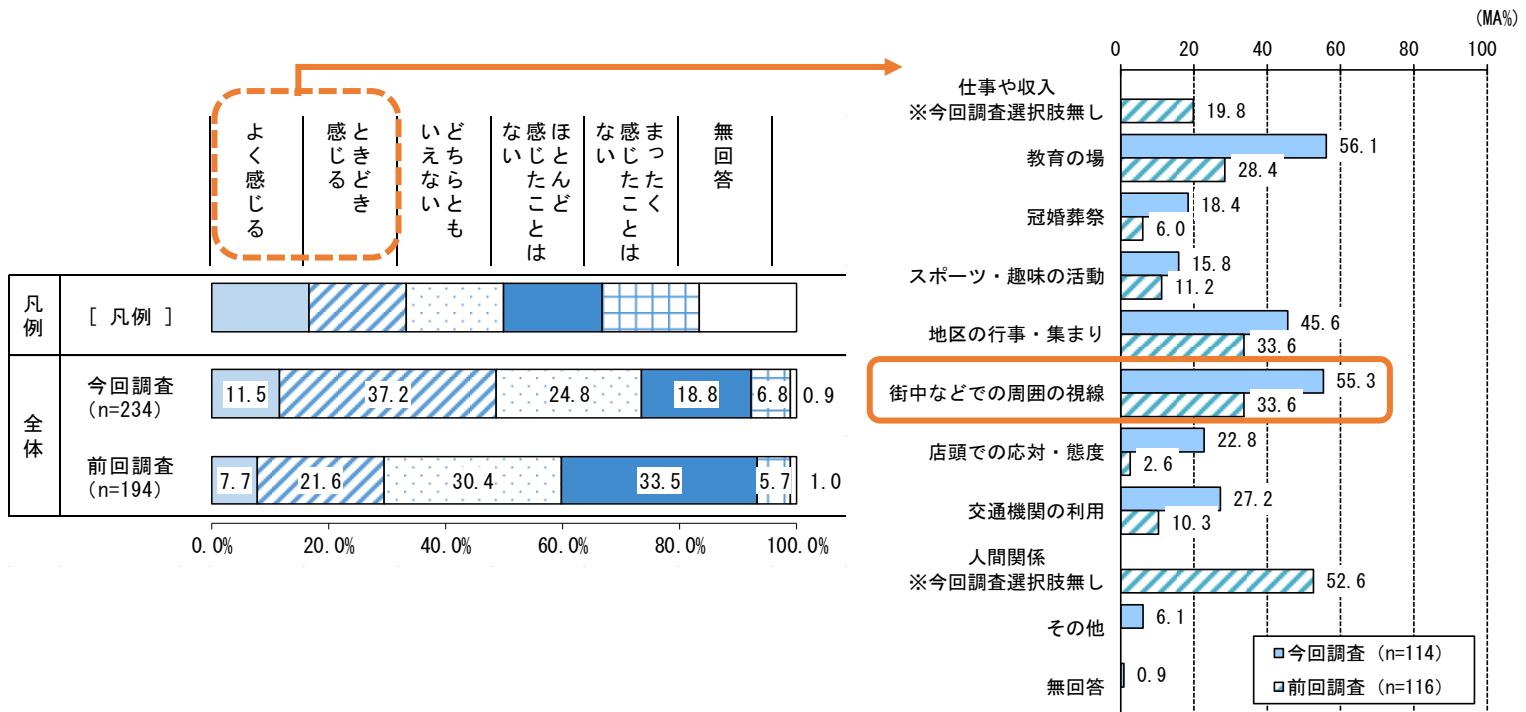 よく感じる
ときどき
感じる
どちらとも
いえない
ほとんど
感じたことは
ない
まったく
感じたことは
ない
無回答
凡例
[ 凡例 ]
全体
今回調査
(n=234)
11.5
37.2
24.8
18.8
6.8
0.9
前回調査
(n=194)
7.7
21.6
30.4
33.5
5.7
1.0
0.0%
20.0%
40.0%
60.0%
80.0%
100.0%
(MA%)
0
20
40
60
80
100
仕事や収入
※今回調査選択肢無し
19.8
教育の場
56.1
28.4
冠婚葬祭
18.4
6.0
スポーツ・趣味の活動
15.8
11.2
地区の行事・集まり
45.6
33.6
街中などでの周囲の視線
55.3
33.6
店頭での応対・態度
22.8
2.6
交通機関の利用
27.2
10.3
人間関係
※今回調査選択肢無し
52.6
その他
6.1
無回答
0.9
今回調査 (n=114)
前回調査 (n=116)